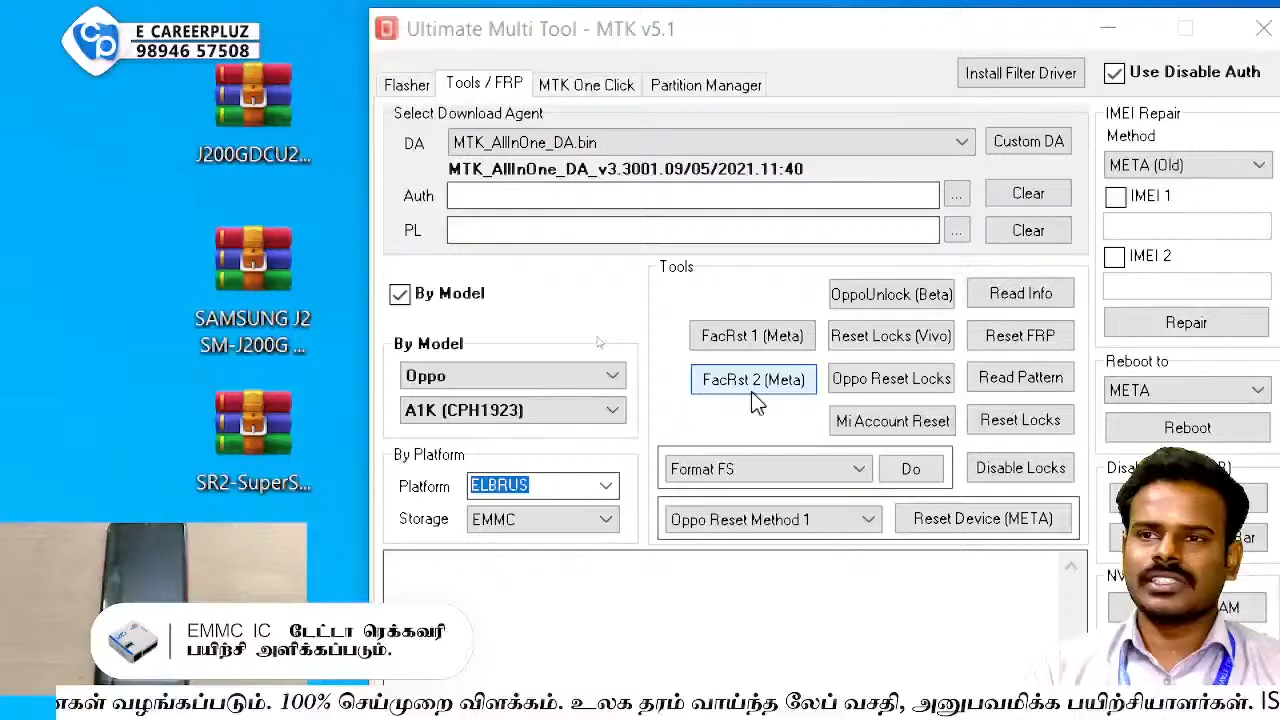 E CAREERPLUZ
98946 57508
J200GDCU2...
SAMSUNG J2
SM-J200G ...
SR2-SuperS...
Ultimate Multi Tool - MTK v5.1
Flasher
Tools / FRP
MTK One Click
Partition Manager
Install Filter Driver
Use Disable Auth
Select Download Agent
DA
MTK_AllInOne_DA.bin
Custom DA
MTK_AllInOne_DA_v3.3001.09/05/2021.11:40
Auth
...
Clear
PL
...
Clear
By Model
By Model
Oppo
A1K (CPH1923)
By Platform
Platform
ELBRUS
Storage
EMMC
Tools
OppoUnlock (Beta)
Read Info
FacRst 1 (Meta)
Reset Locks (Vivo)
Reset FRP
FacRst 2 (Meta)
Oppo Reset Locks
Read Pattern
Mi Account Reset
Reset Locks
Format FS
Do
Disable Locks
Oppo Reset Method 1
Reset Device (META)
IMEI Repair
Method
META (Old)
IMEI 1
IMEI 2
Repair
Reboot to
META
Reboot
EMMC IC டேட்டா ரெக்கவரி
பயிற்சி அளிக்கப்படும்.
வழங்கப்படும். 100% செய்முறை விளக்கம். உலக தரம் வாய்ந்த லேப் வசதி, அனுபவமிக்க பயிற்சியாளர்கள். IS